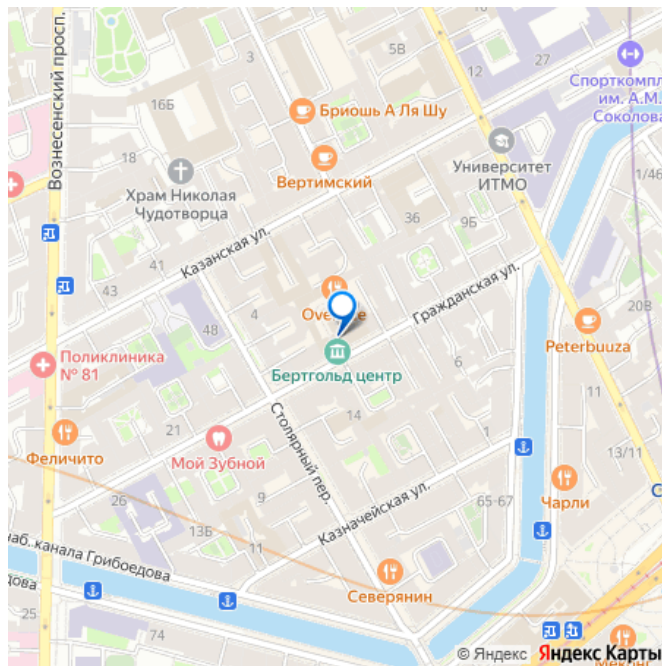 Вознесенский просп.
5В
12
27
Спорткомпл
им. А.М.
Соколова
16Б
Бриошь А Ля Шу
18
Вертимский
Университет
ИТМО
1/46
Храм Николая
Чудотворца
36
9Б
Казанская ул.
41
43
Гражданская ул.
4
48
20В
Peterbuuza
Поликлиника
№ 81
Бертгольд центр
6
21
14
Столярный пер.
Феличито
Мой Зубной
1
13/11
26
9
Казначейская ул.
65-67
Чарли
13Б
11
наб. канала Грибоедова
Северянин
25
74
© Яндекс Яндекс Карты